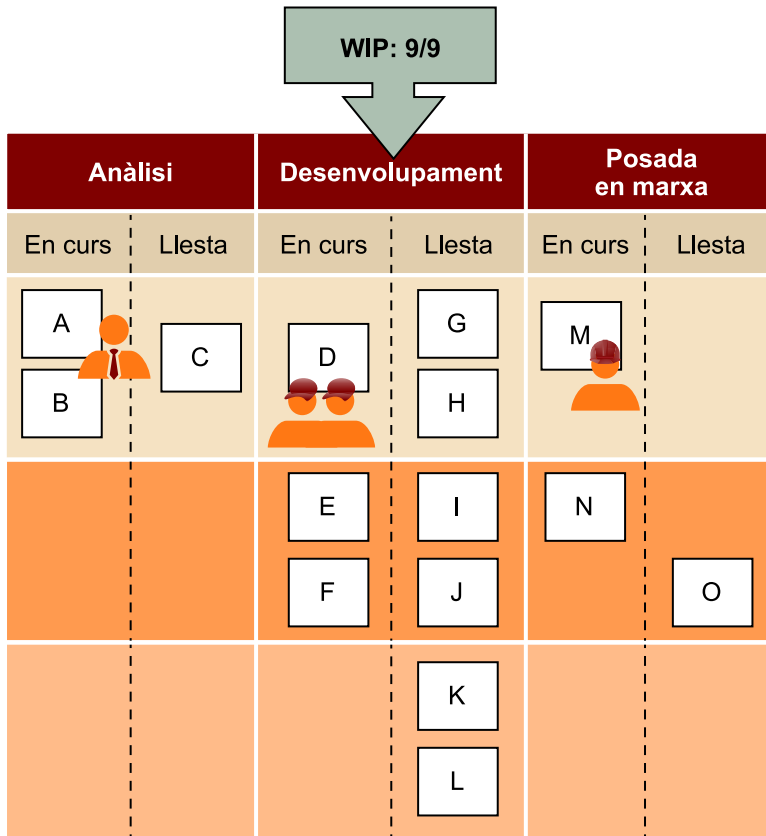 WIP: 9/9
Anàlisi
Desenvolupament
Posada
en marxa
En curs
Llesta
En curs
Llesta
En curs
Llesta
A
B
C
D
G
H
M
E
F
I
J
N
O
K
L